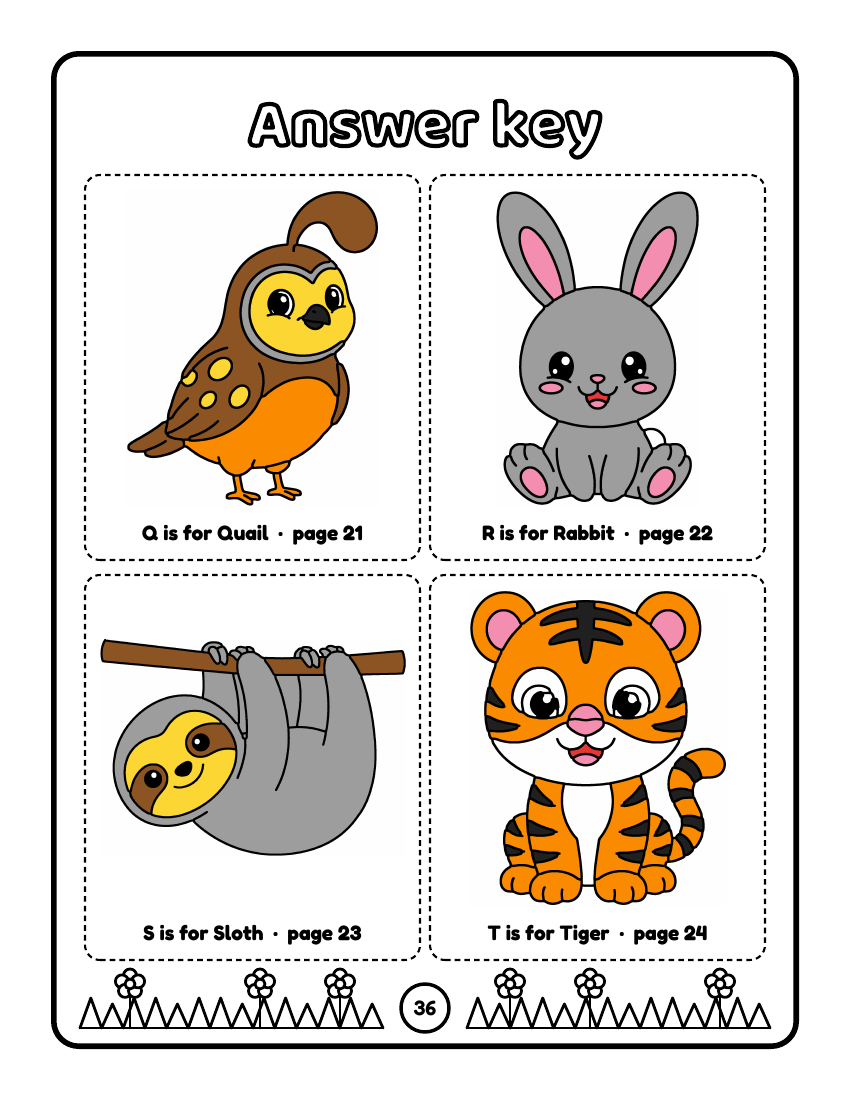 Answer key
Q is for Quail · page 21
R is for Rabbit · page 22
S is for Sloth · page 23
T is for Tiger · page 24
36